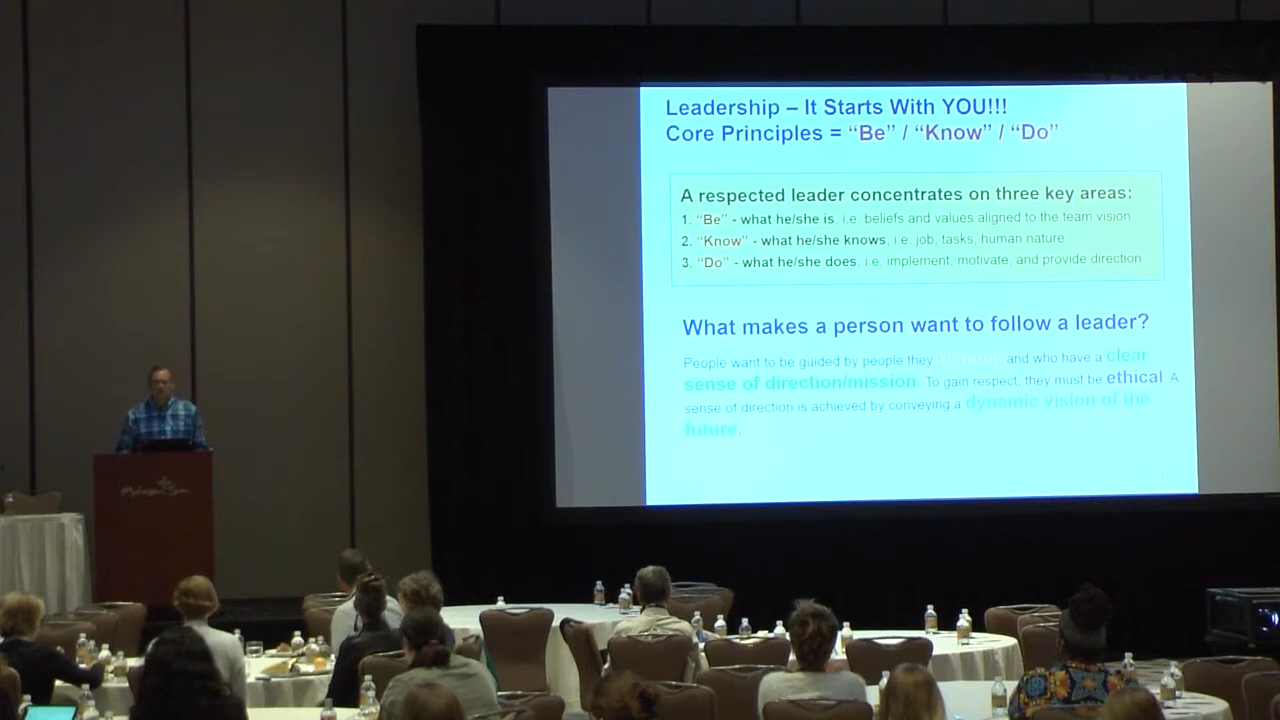 Leadership – It Starts With YOU!!!
Core Principles = “Be” / “Know” / “Do”
A respected leader concentrates on three key areas:
1. “Be” - what he/she is, i.e. beliefs and values aligned to the team vision
2. “Know” - what he/she knows, i.e. job, tasks, human nature
3. “Do” - what he/she does, i.e. implement, motivate, and provide direction
What makes a person want to follow a leader?
People want to be guided by people they respect and who have a clear
sense of direction/mission. To gain respect, they must be ethical. A
sense of direction is achieved by conveying a dynamic vision of the
future.